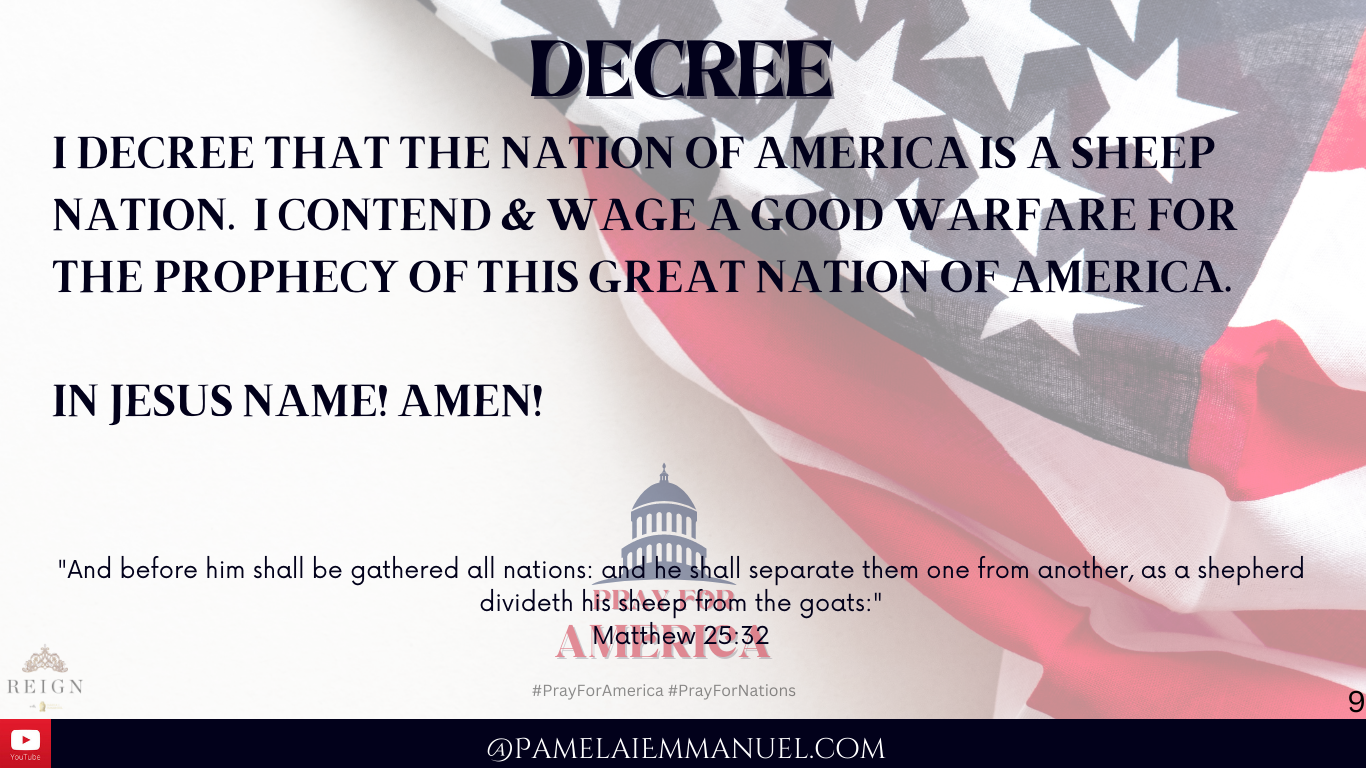 DECREE
I DECREE THAT THE NATION OF AMERICA IS A SHEEP
NATION. I CONTEND & WAGE A GOOD WARFARE FOR
THE PROPHECY OF THIS GREAT NATION OF AMERICA.
IN JESUS NAME! AMEN!
"And before him shall be gathered all nations: and he shall separate them one from another, as a shepherd
divideth his sheep from the goats:"
Matthew 25:32
PRAY FOR
AMERICA
#PrayForAmerica #PrayForNations
REIGN
9
YouTube
@PAMELAIEMMANUEL.COM